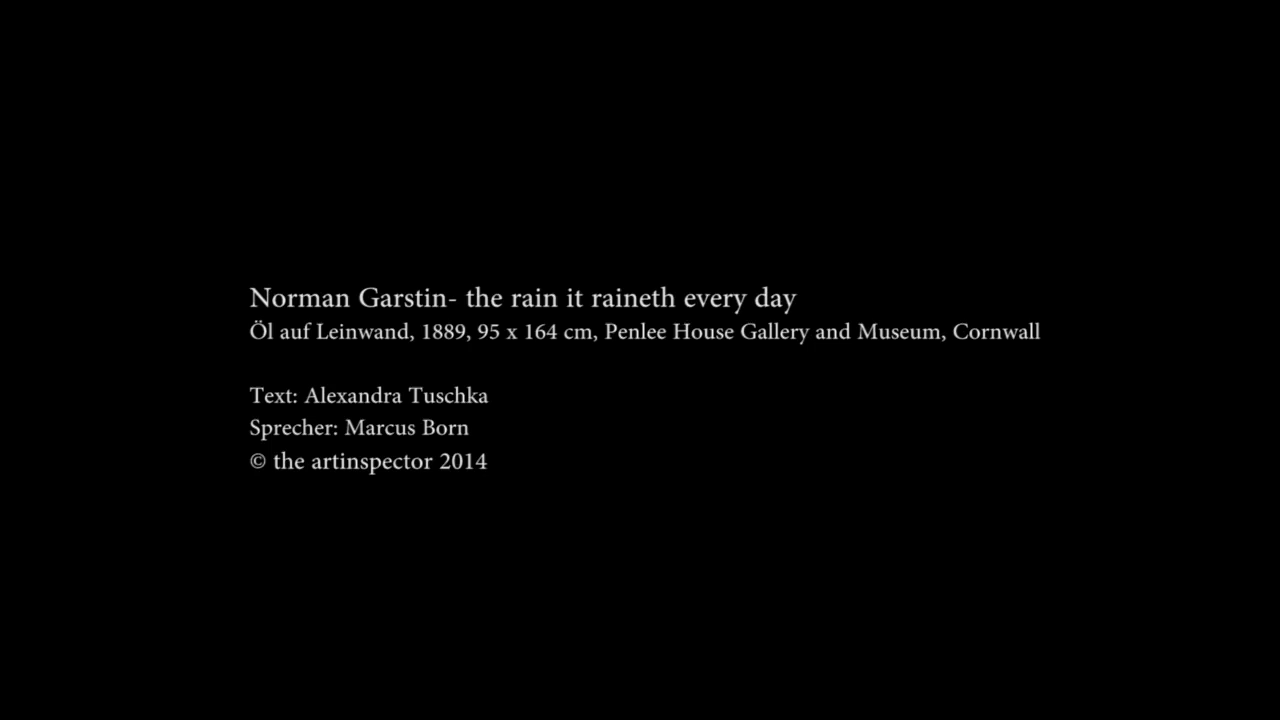 Norman Garstin- the rain it raineth every day
Öl auf Leinwand, 1889, 95 x 164 cm, Penlee House Gallery and Museum, Cornwall
Text: Alexandra Tuschka
Sprecher: Marcus Born
© the artinspector 2014